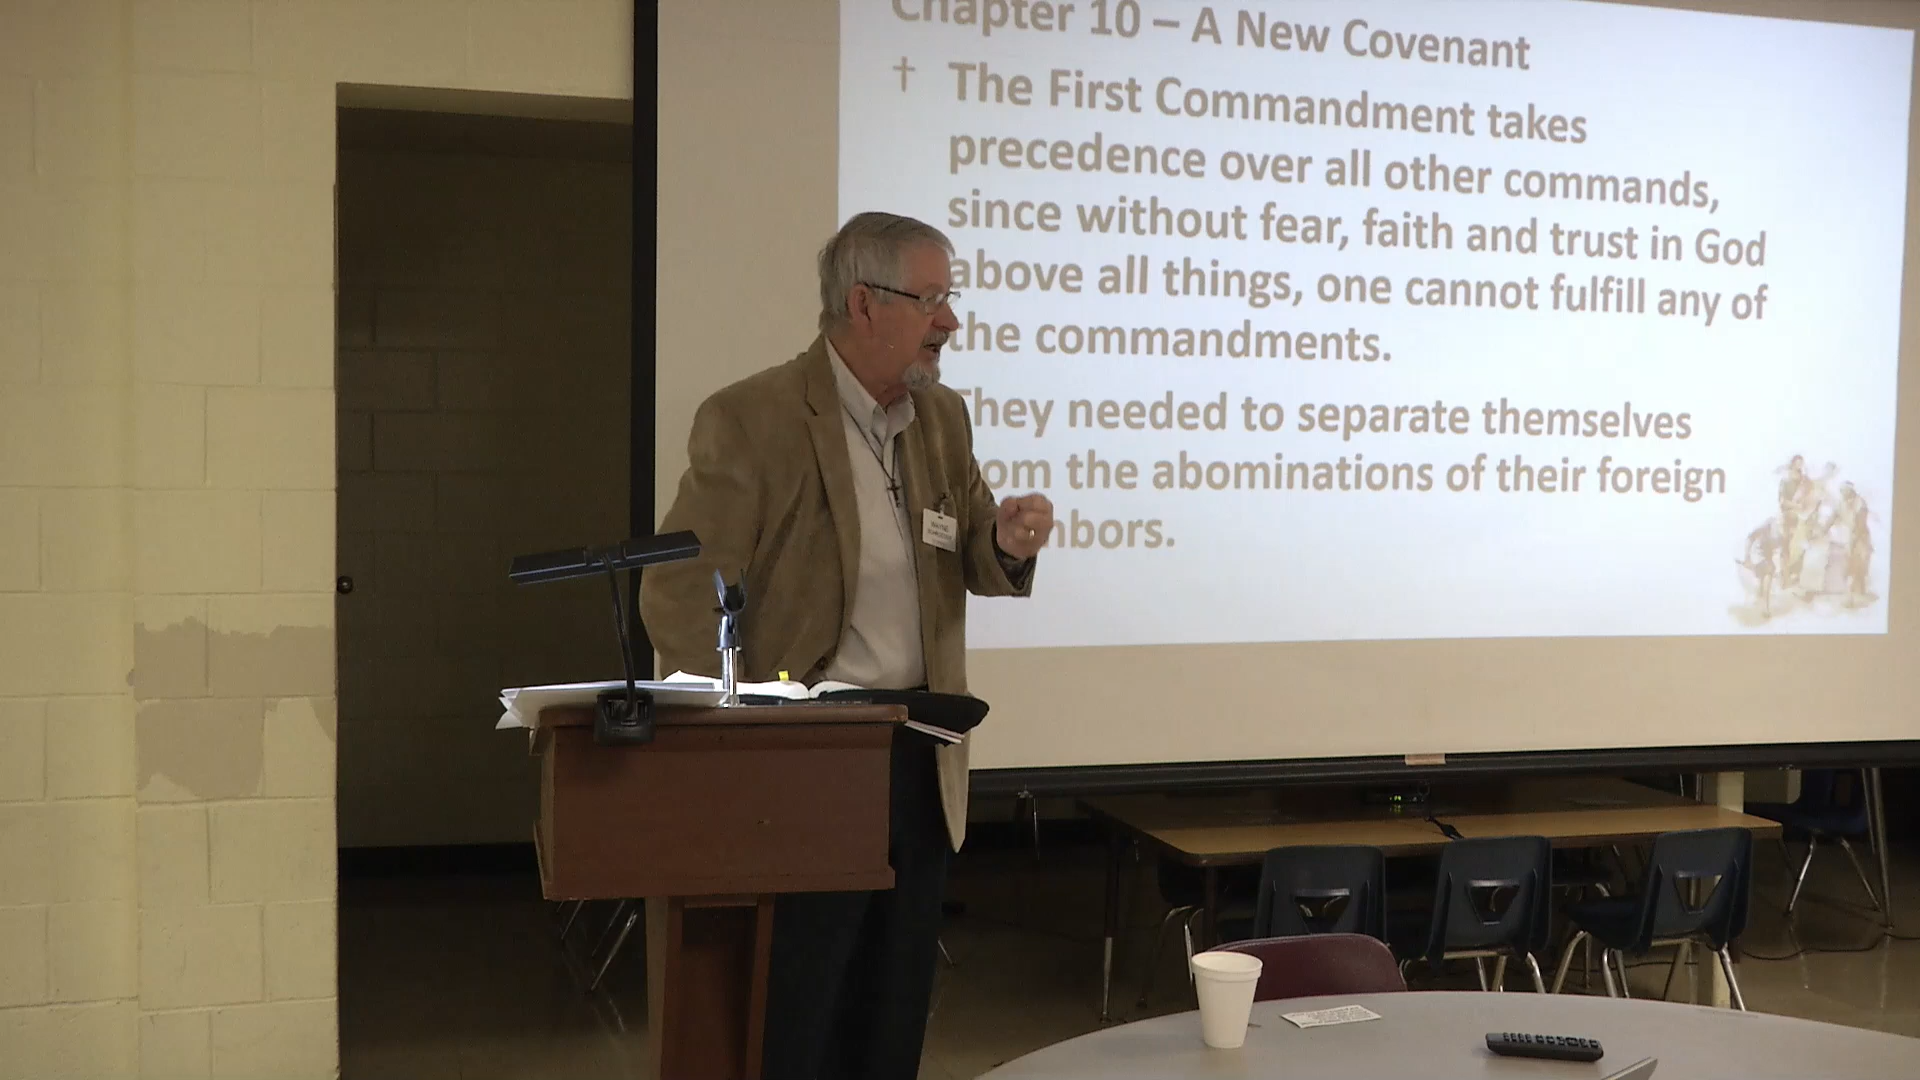 Chapter 10 – A New Covenant
† The First Commandment takes
precedence over all other commands,
since without fear, faith and trust in God
above all things, one cannot fulfill any of
the commandments.
They needed to separate themselves
om the abominations of their foreign
nbors.
WAYNE